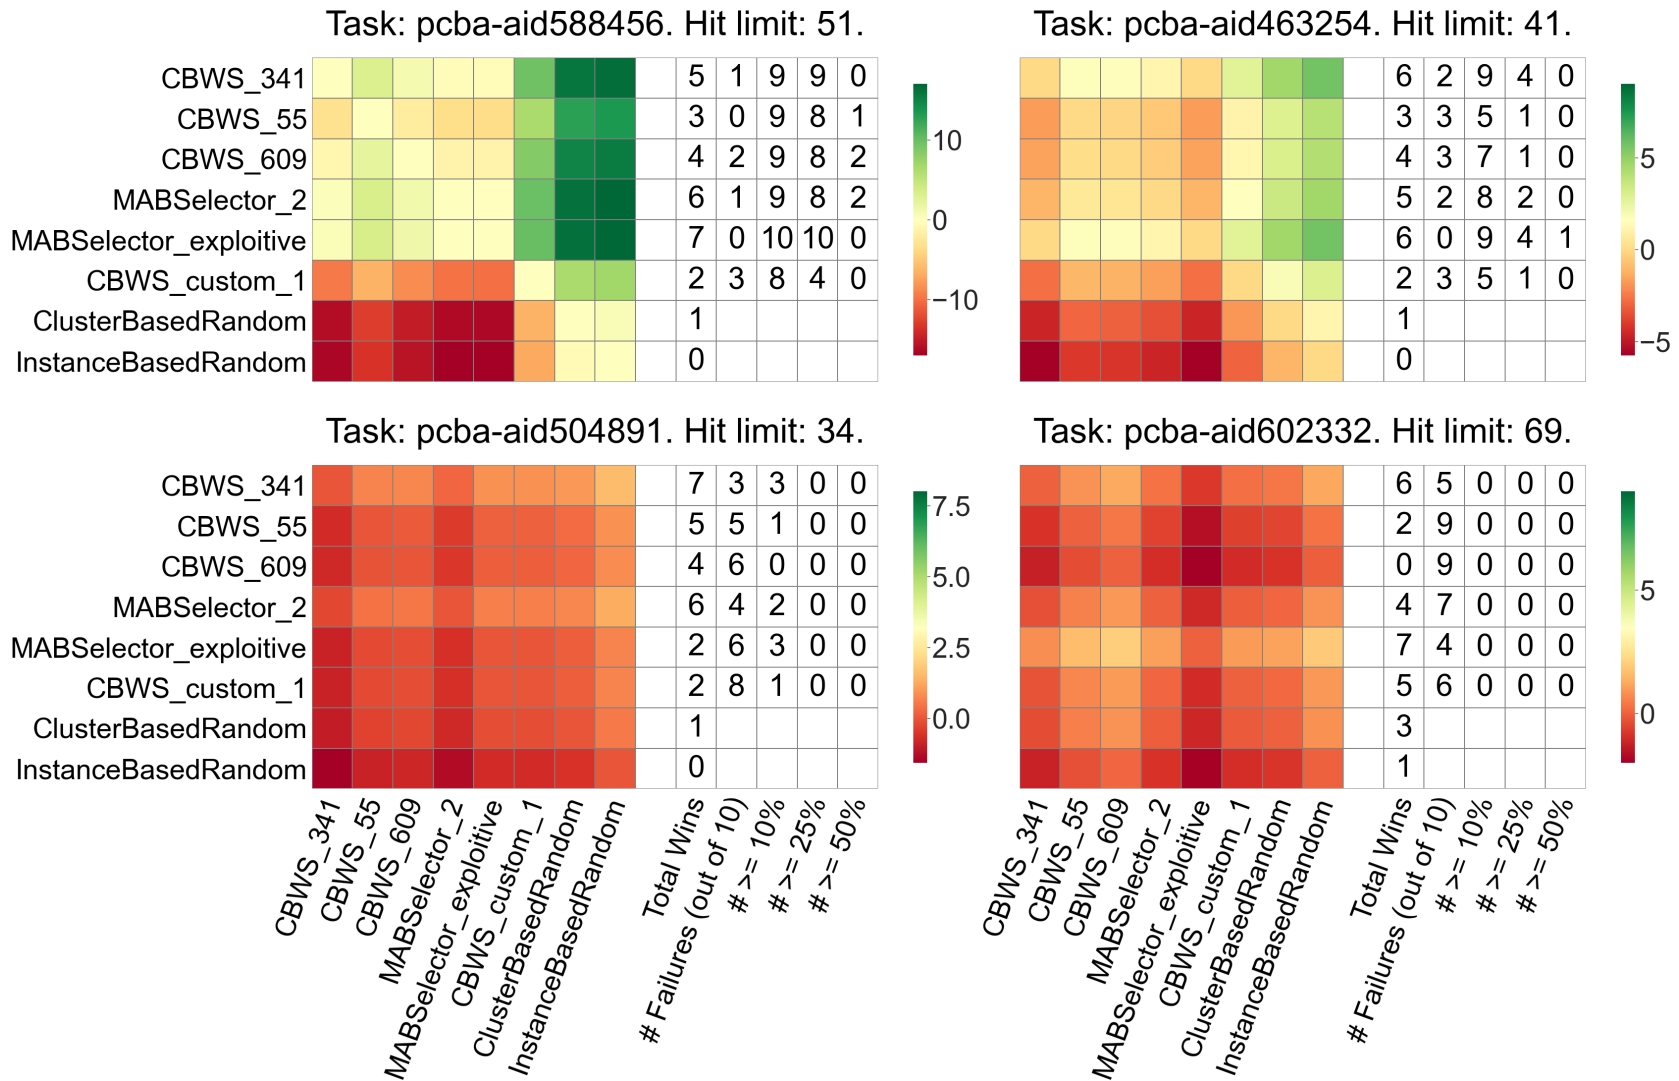 Task: pcba-aid588456. Hit limit: 51.
CBWS_341 5 1 9 9 0
CBWS_55 3 0 9 8 1
CBWS_609 4 2 9 8 2
MABSelector_2 6 1 9 8 2
MABSelector_exploitive 7 0 10 10 0
CBWS_custom_1 2 3 8 4 0
ClusterBasedRandom 1
InstanceBasedRandom 0
10
0
−10
Task: pcba-aid463254. Hit limit: 41.
6 2 9 4 0
3 3 5 1 0
4 3 7 1 0
5 2 8 2 0
6 0 9 4 1
2 3 5 1 0
1
0
5
0
−5
Task: pcba-aid504891. Hit limit: 34.
CBWS_341 7 3 3 0 0
CBWS_55 5 5 1 0 0
CBWS_609 4 6 0 0 0
MABSelector_2 6 4 2 0 0
MABSelector_exploitive 2 6 3 0 0
CBWS_custom_1 2 8 1 0 0
ClusterBasedRandom 1
InstanceBasedRandom 0
7.5
5.0
2.5
0.0
CBWS_341
CBWS_55
CBWS_609
MABSelector_2
MABSelector_exploitive
CBWS_custom_1
ClusterBasedRandom
InstanceBasedRandom
Total Wins
# Failures (out of 10)
# >= 10%
# >= 25%
# >= 50%
Task: pcba-aid602332. Hit limit: 69.
6 5 0 0 0
2 9 0 0 0
0 9 0 0 0
4 7 0 0 0
7 4 0 0 0
5 6 0 0 0
3
1
5
0
CBWS_341
CBWS_55
CBWS_609
MABSelector_2
MABSelector_exploitive
CBWS_custom_1
ClusterBasedRandom
InstanceBasedRandom
Total Wins
# Failures (out of 10)
# >= 10%
# >= 25%
# >= 50%